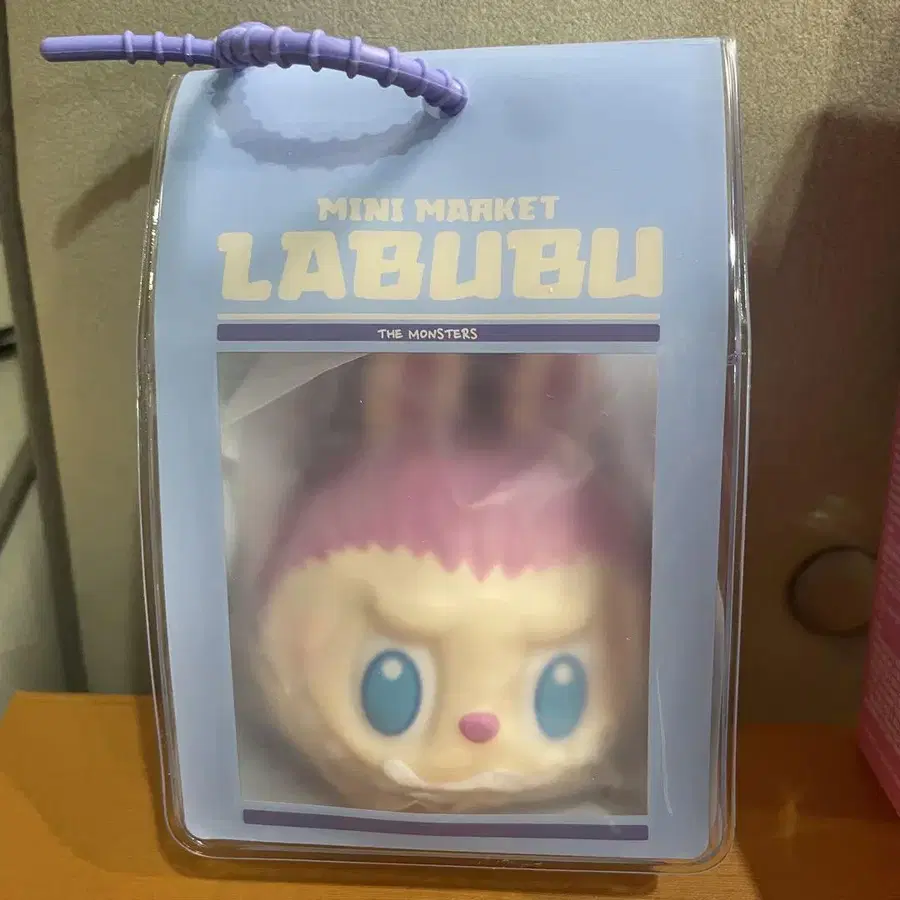 MINI MARKET
LABUBU
THE MONSTERS